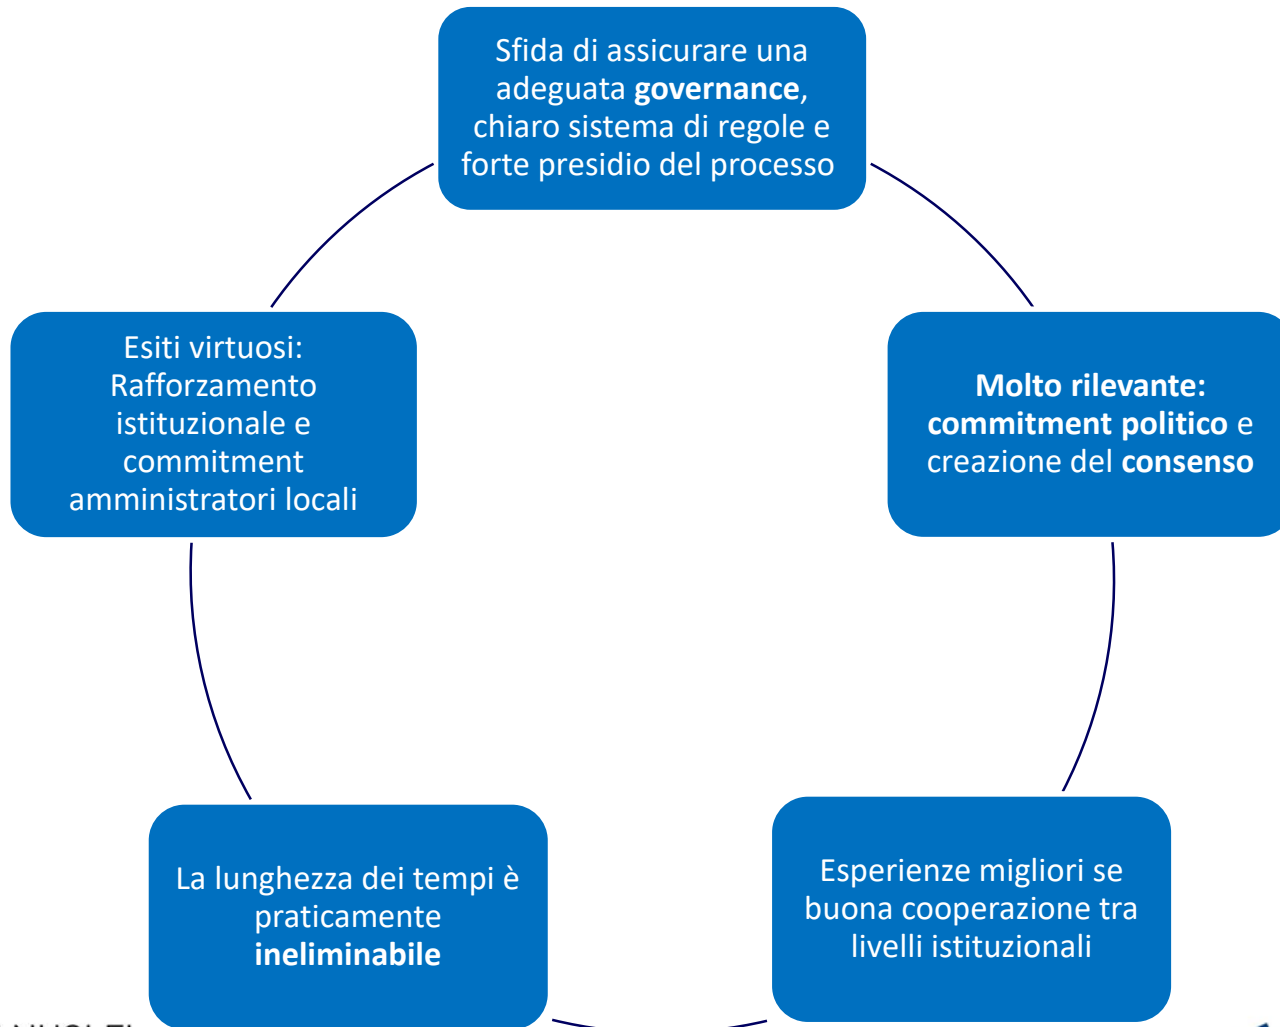 Sfida di assicurare una
adeguata governance,
chiaro sistema di regole e
forte presidio del processo
Molto rilevante:
commitment politico e
creazione del consenso
Esperienze migliori se
buona cooperazione tra
livelli istituzionali
La lunghezza dei tempi è
praticamente
ineliminabile
Esiti virtuosi:
Rafforzamento
istituzionale e
commitment
amministratori locali